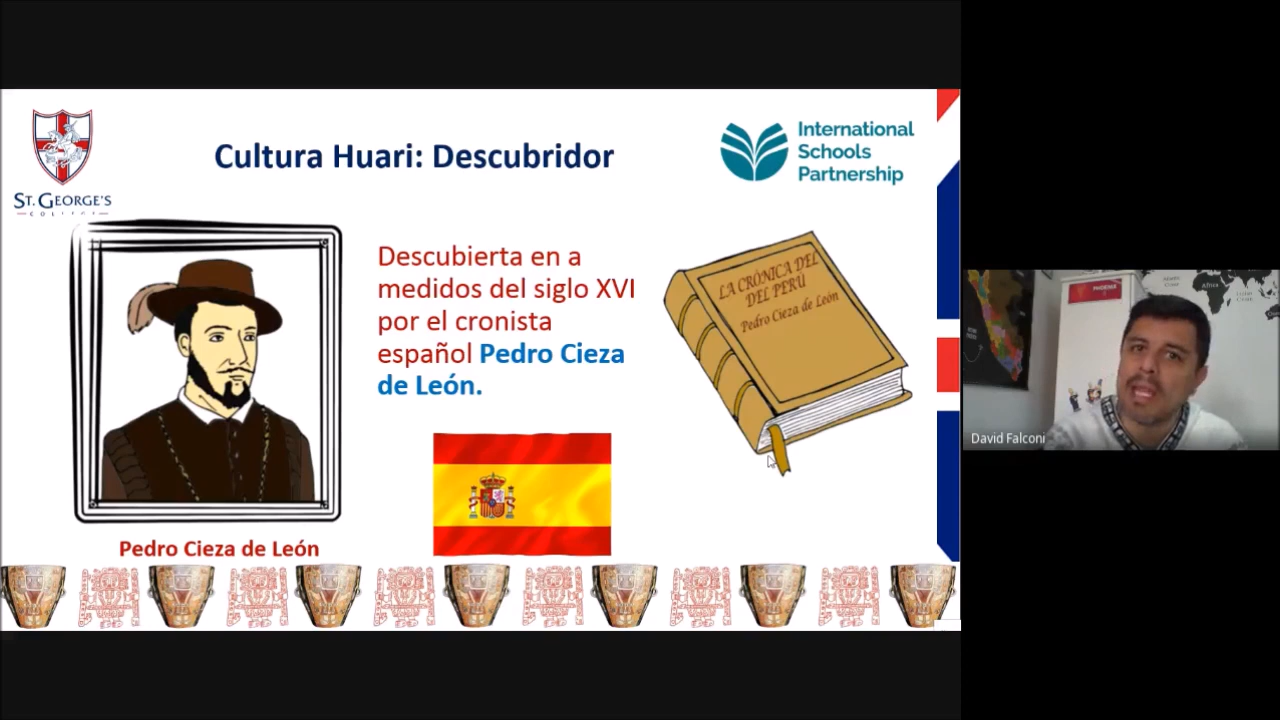 Cultura Huari: Descubridor
International
Schools
Partnership
ST. GEORGE'S
COLLEGE
Descubierta en a
medidos del siglo XVI
por el cronista
español Pedro Cieza
de León.
LA CRÓNICA DEL
DEL PERÚ
Pedro Cieza de León
Pedro Cieza de León
David Falconi